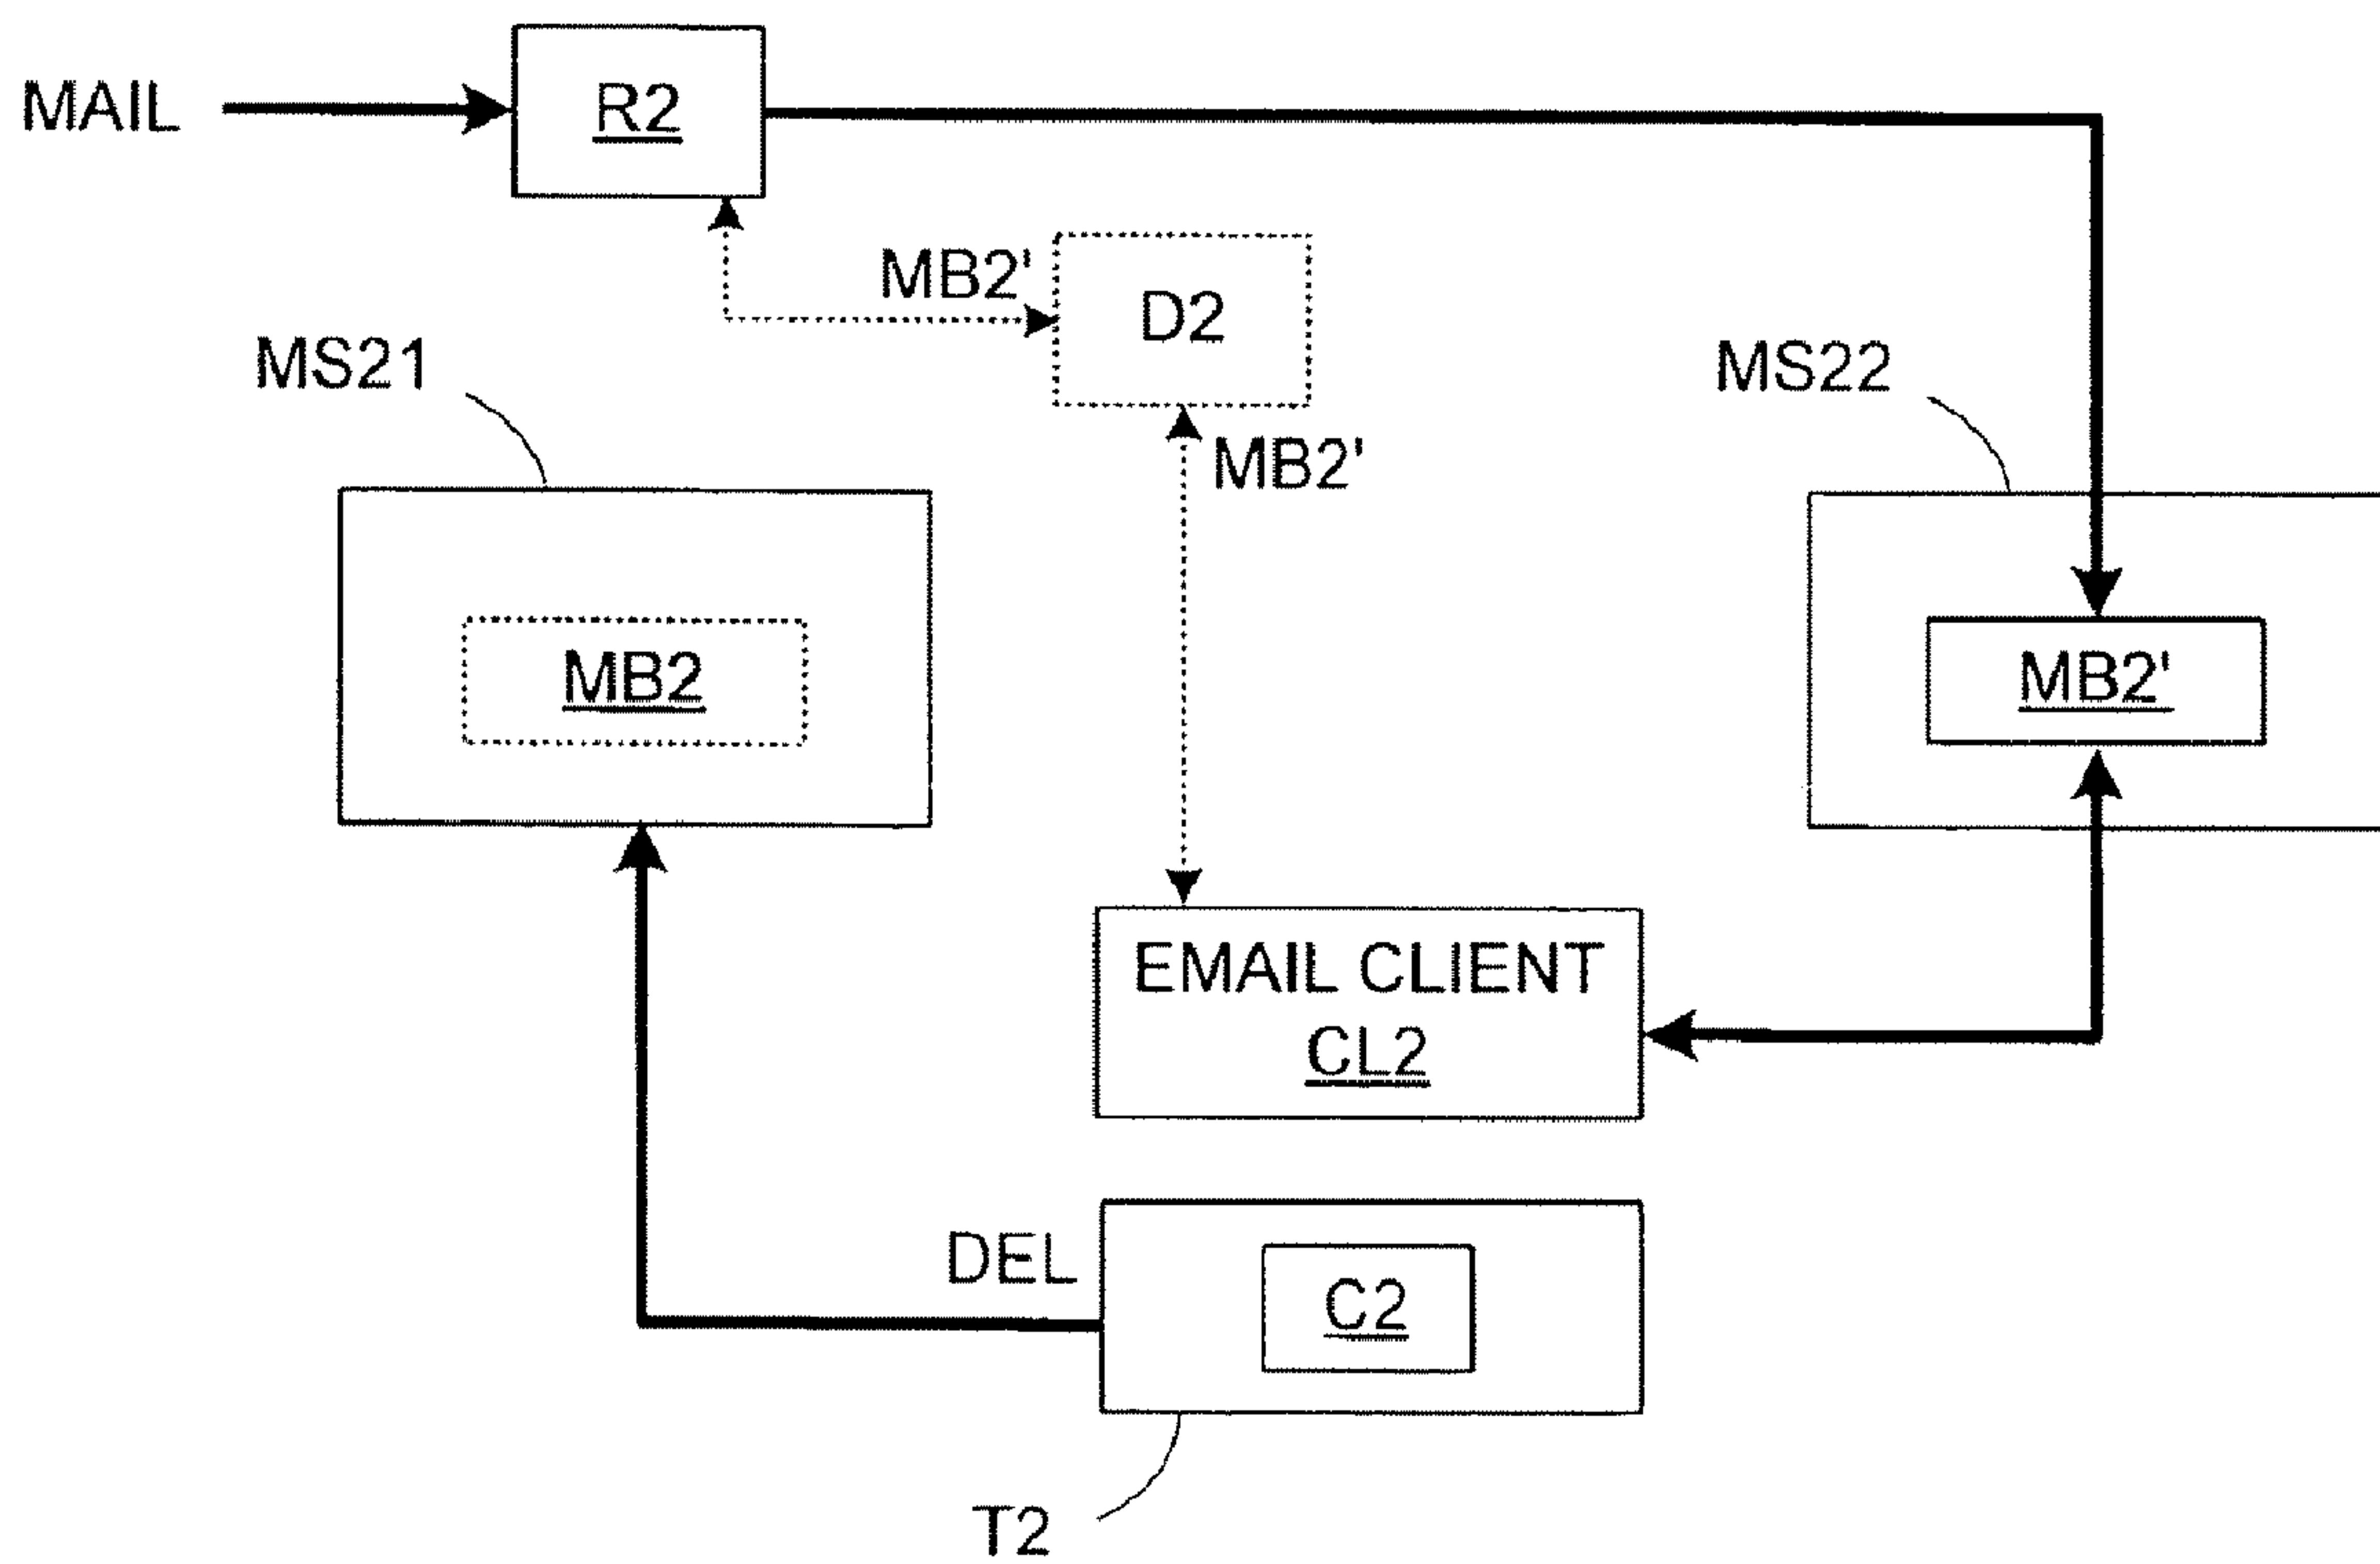 MAIL
R2
MB2'
D2
MS21
MS22
MB2'
MB2
MB2'
EMAIL CLIENT
CL2
DEL
C2
T2